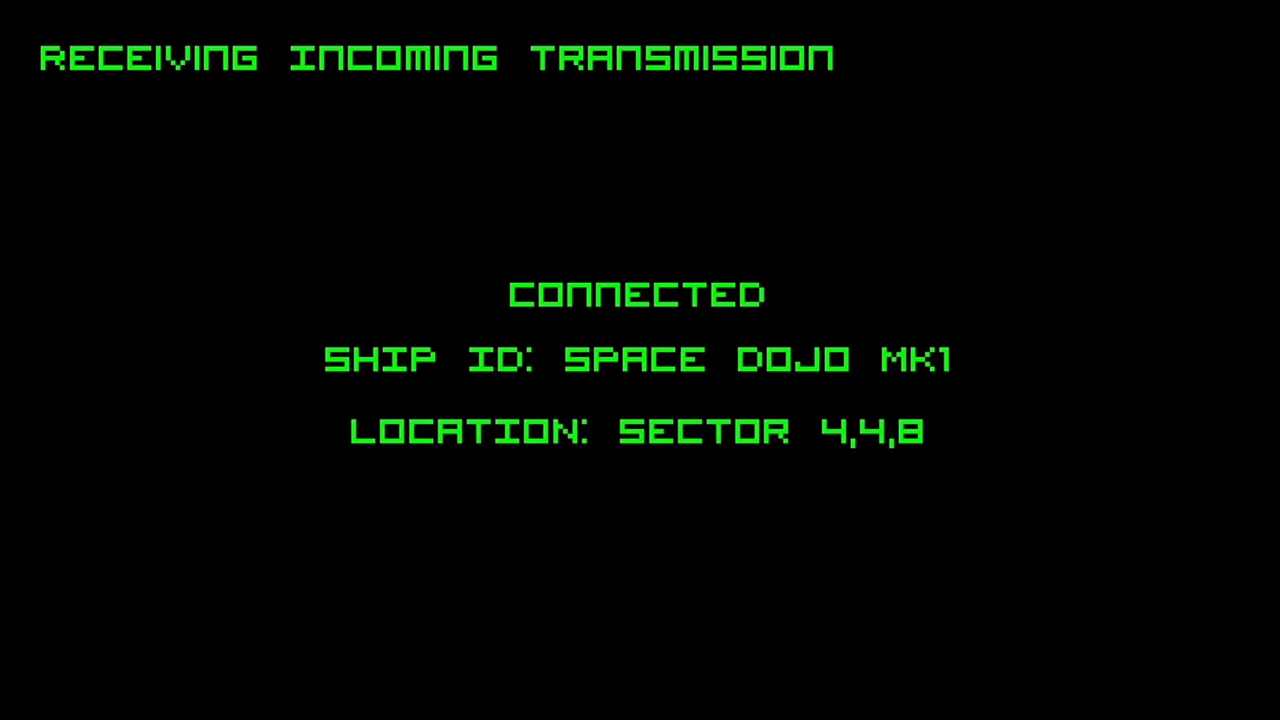 RECEIVING INCOMING TRANSMISSION
CONNECTED
SHIP ID: SPACE DOJO MK1
LOCATION: SECTOR 4,4,8